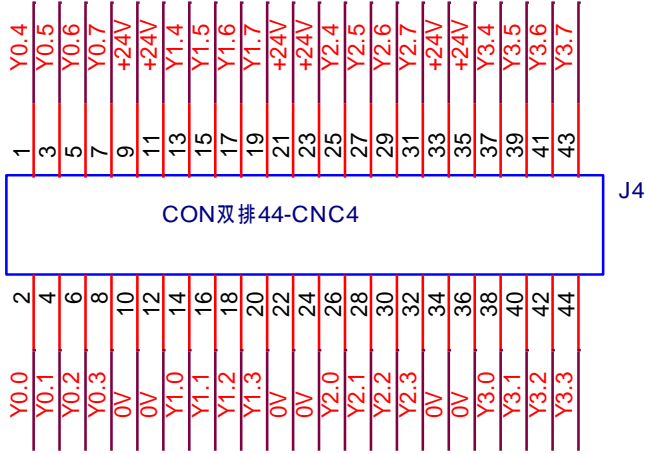 Y0.4 Y0.5 Y0.6 Y0.7 +24V +24V Y1.4 Y1.5 Y1.6 Y1.7 +24V +24V Y2.4 Y2.5 Y2.6 Y2.7 +24V +24V Y3.4 Y3.5 Y3.6 Y3.7
1 3 5 7 9 11 13 15 17 19 21 23 25 27 29 31 33 35 37 39 41 43
J4
CON双排44-CNC4
2 4 6 8 10 12 14 16 18 20 22 24 26 28 30 32 34 36 38 40 42 44
Y0.0 Y0.1 Y0.2 Y0.3 0V 0V Y1.0 Y1.1 Y1.2 Y1.3 0V 0V Y2.0 Y2.1 Y2.2 Y2.3 0V 0V Y3.0 Y3.1 Y3.2 Y3.3